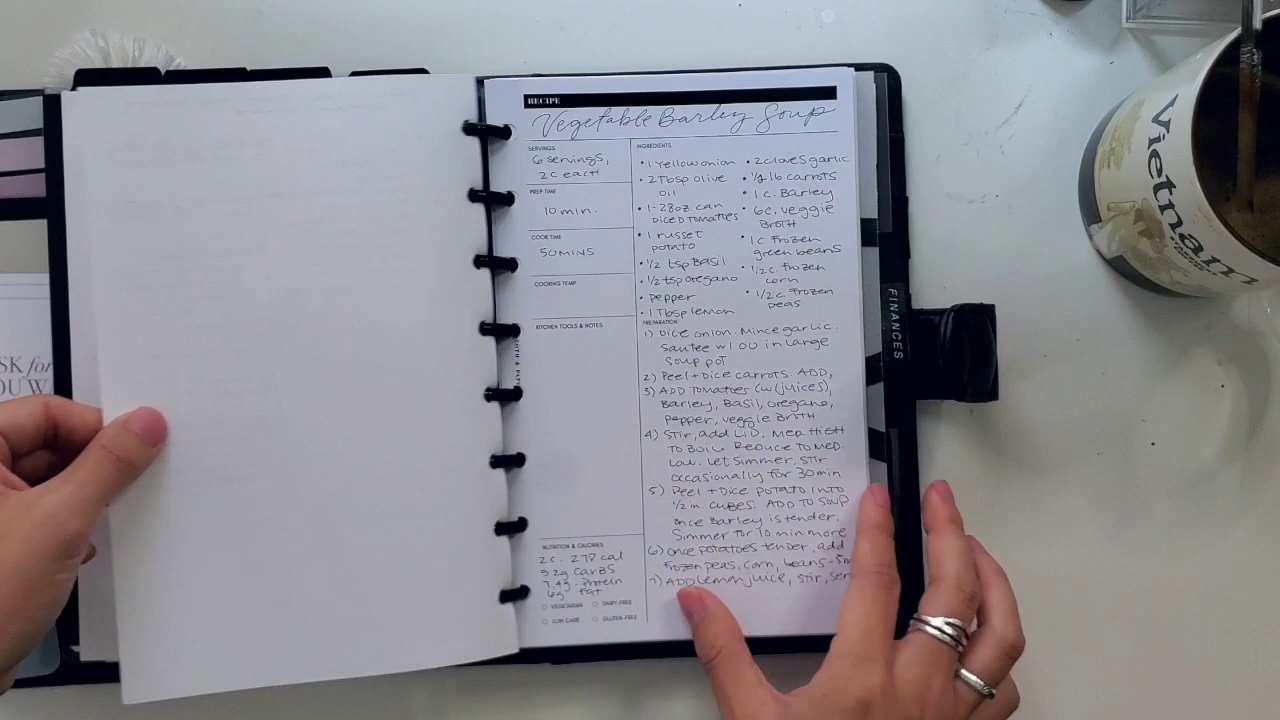 RECIPE
Vegetable Barley Soup
SERVINGS
6 servings,
2c each
PREP TIME
10 min.
COOK TIME
50 MINS
COOKING TEMP
KITCHEN TOOLS & NOTES
NUTRITION & CALORIES
2c. 277 cal
52g carbs
7.4g. Protein
6g Fat
VEGETARIAN
DAIRY-FREE
LOW CARB
GLUTEN-FREE
INGREDIENTS
• 1 Yellow onion
• 2 Tbsp olive
oil
• 1-28oz. can
DICED TOMATOES
• 1 russet
potato
• 1/2 tsp Basil
• 1/2 tsp oregano
• pepper
• 1 Tbsp lemon
• 2 cloves garlic
• 1/2 lb carrots
• 1 c. Barley
• 6c. veggie
BROTH
• 1c Frozen
green beans
• 1/2 c. Frozen
corn
• 1/2 c. Frozen
peas
PREPARATION
1) Dice onion. Mince garlic.
Sautee w/ OO in large
Soup pot
2) Peel + Dice carrots. ADD,
3) ADD Tomatoes (w/juices),
Barley, Basil, oregano,
pepper, veggie BROTH
4) Stir, add LID. MED HIGH
TO BOIL. REDUCE TO MED
LOW. Let Simmer, STIR
occasionally for 30 min
5) Peel + Dice POTATO INTO
1/2 in. cubes. ADD TO SOUP
once Barley is tender.
Simmer for 10 min more
6) once potatoes tender, add
frozen peas, corn, beans - 5m
7) ADD Lemon juice, Stir, ser
FINANCES
SK for
OU W
Vietnam